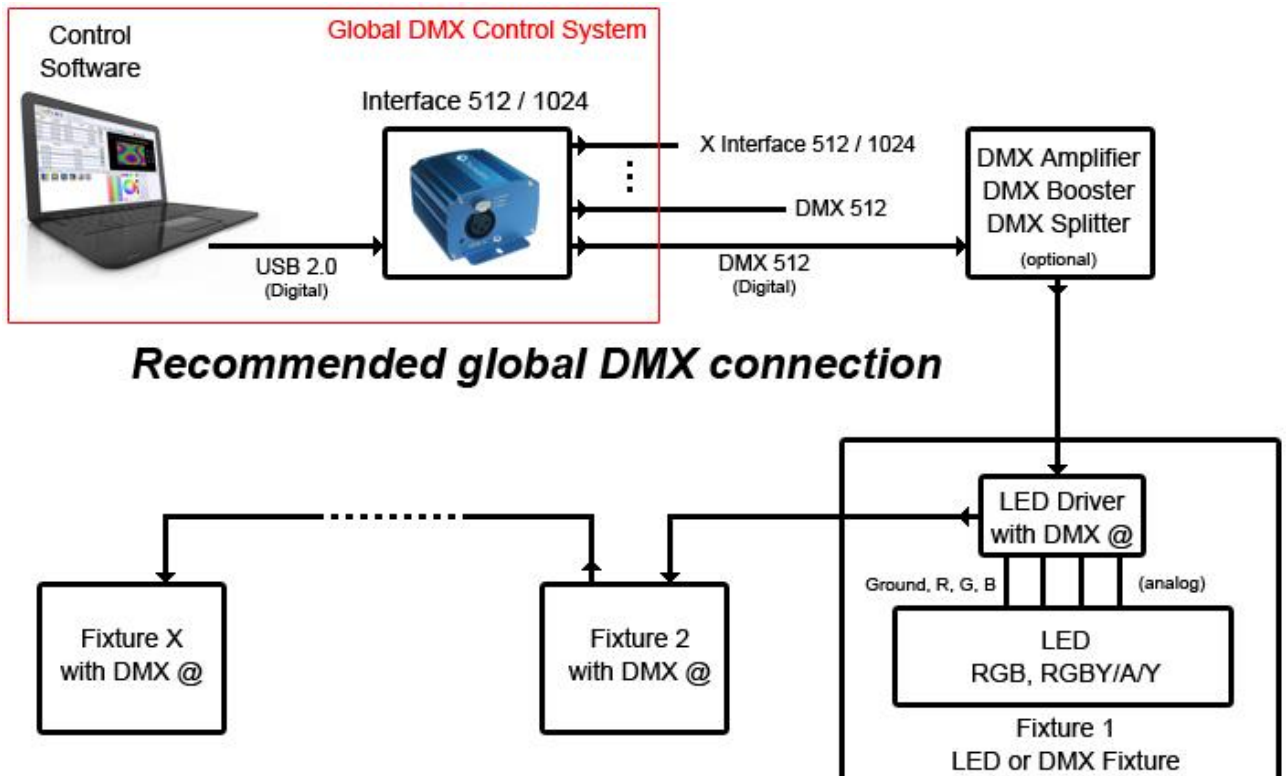 Control
Software
Global DMX Control System
Interface 512 / 1024
X Interface 512 / 1024
DMX 512
USB 2.0
(Digital)
DMX 512
(Digital)
DMX Amplifier
DMX Booster
DMX Splitter
(optional)
Recommended global DMX connection
LED Driver
with DMX @
Ground, R, G, B
(analog)
LED
RGB, RGBY/A/Y
Fixture 1
LED or DMX Fixture
Fixture 2
with DMX @
Fixture X
with DMX @